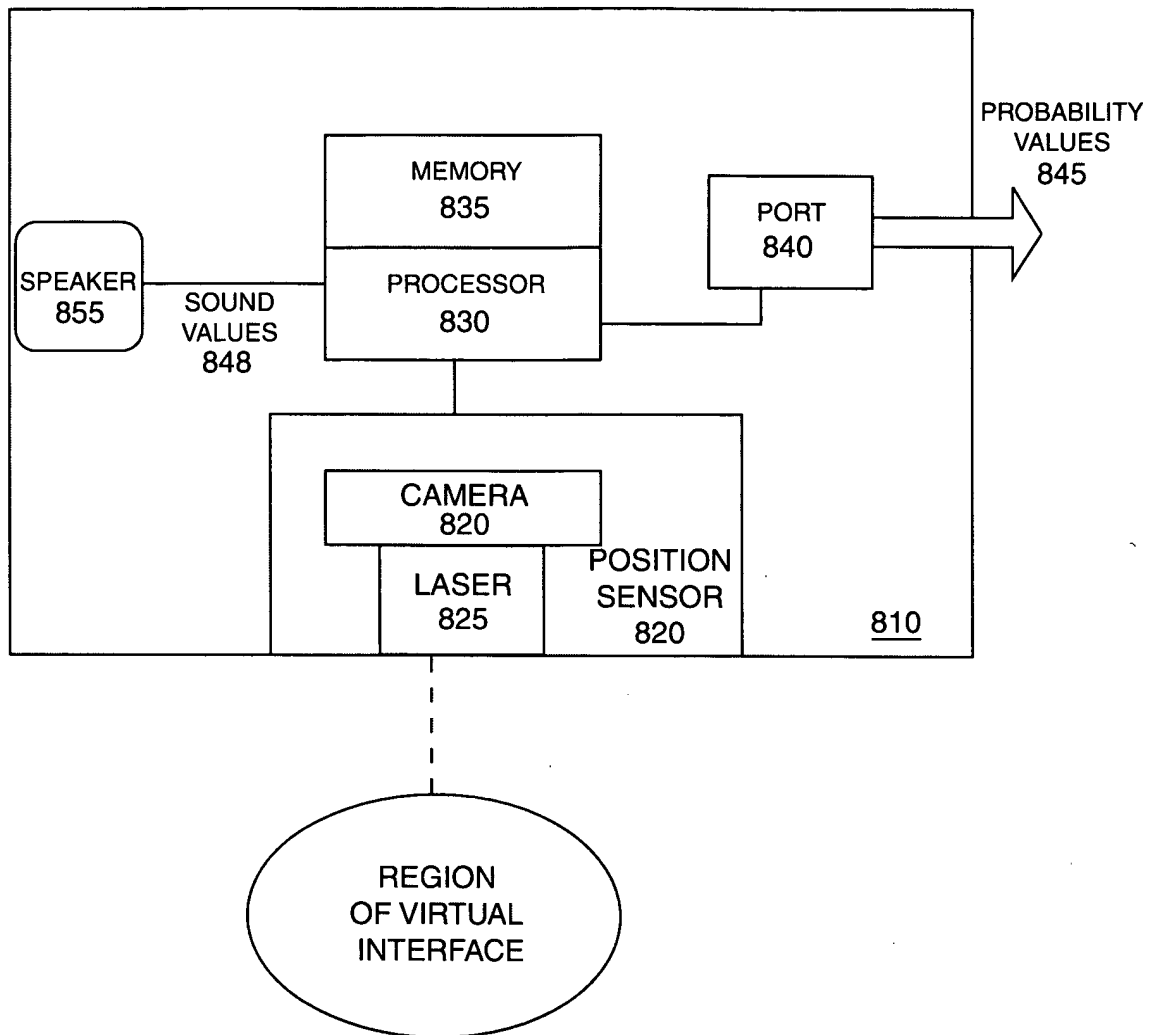 PROBABILITY
VALUES
845
MEMORY
835
PORT
840
SPEAKER
855
SOUND
VALUES
848
PROCESSOR
830
CAMERA
820
LASER
825
POSITION
SENSOR
820
810
REGION
OF VIRTUAL
INTERFACE